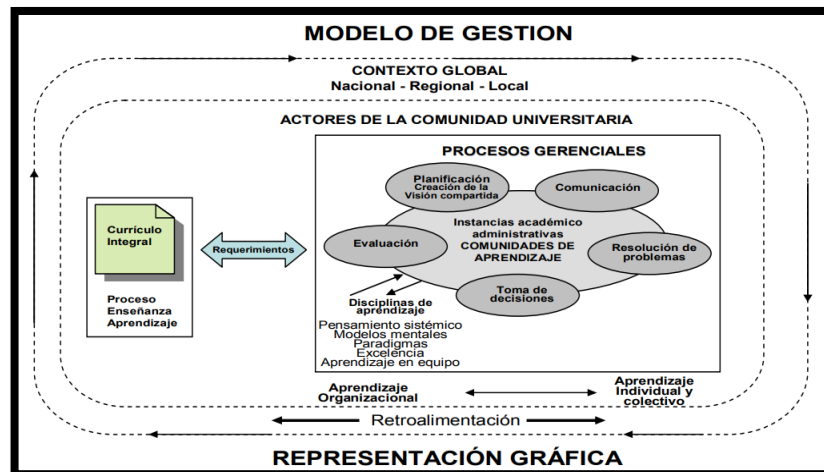 MODELO DE GESTION
CONTEXTO GLOBAL
Nacional - Regional - Local
ACTORES DE LA COMUNIDAD UNIVERSITARIA
PROCESOS GERENCIALES
Planificación
Creación de la
Visión compartida
Comunicación
Instancias académico
administrativas
COMUNIDADES DE
APRENDIZAJE
Evaluación
Resolución de
problemas
Toma de
decisiones
Currículo
Integral
Requerimientos
Proceso
Enseñanza
Aprendizaje
Disciplinas de
aprendizaje
Pensamiento sistémico
Modelos mentales
Paradigmas
Excelencia
Aprendizaje en equipo
Aprendizaje
Organizacional
Aprendizaje
Individual y
colectivo
Retroalimentación
REPRESENTACIÓN GRÁFICA